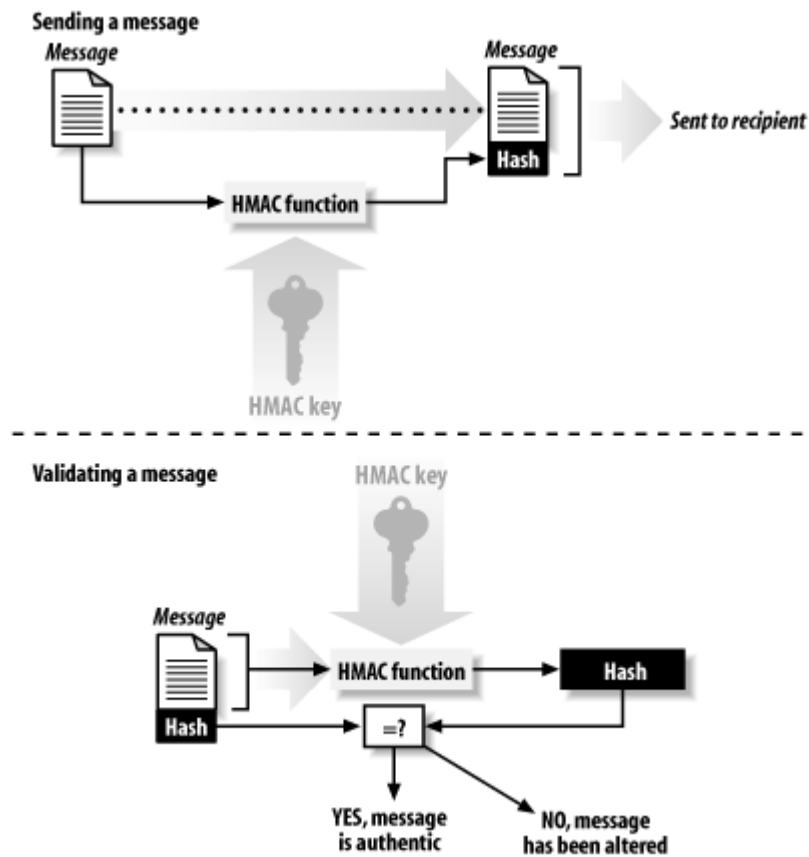 Sending a message
Message
Message
Sent to recipient
Hash
HMAC function
HMAC key
Validating a message
HMAC key
Message
HMAC function
Hash
Hash
=?
YES, message
is authentic
NO, message
has been altered